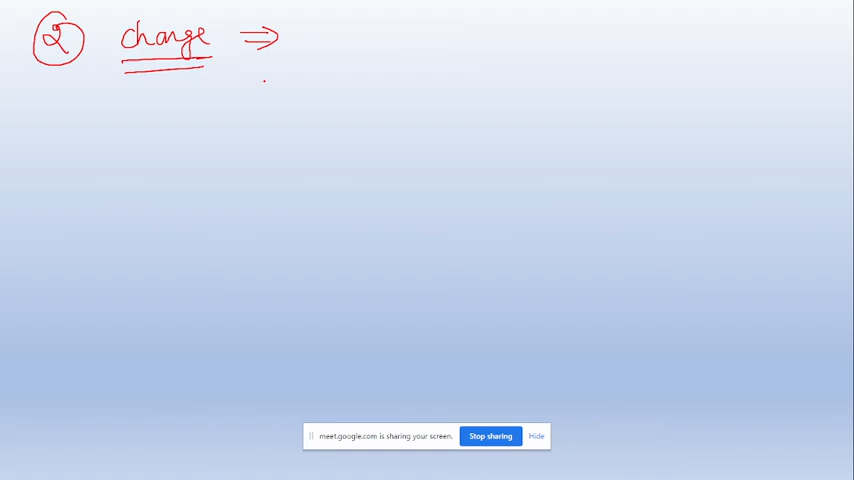 ② change ⇒
meet.google.com is sharing your screen. Stop sharing Hide